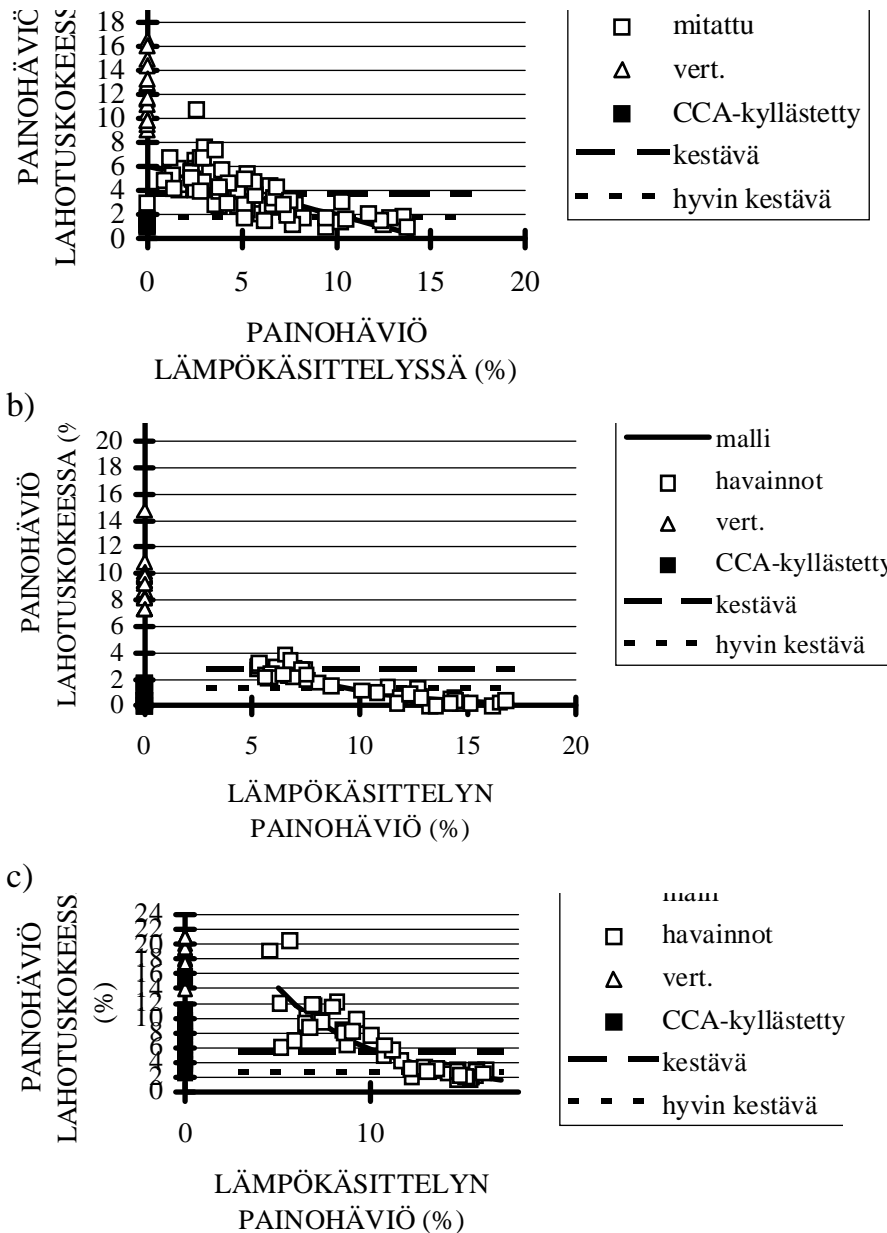 PAINOHÄVIÖ
LAHOTUSKOKEESS
18
16
14
12
10
8
6
4
2
0
0 5 10 15 20
PAINOHÄVIÖ
LÄMPÖKÄSITTELYSSÄ (%)
mitattu
vert.
CCA-kyllästetty
kestävä
hyvin kestävä
b)
PAINOHÄVIÖ
LAHOTUSKOKEESSA (%
20
18
16
14
12
10
8
6
4
2
0
0 5 10 15 20
LÄMPÖKÄSITTELYN
PAINOHÄVIÖ (%)
malli
havainnot
vert.
CCA-kyllästetty
kestävä
hyvin kestävä
c)
PAINOHÄVIÖ
LAHOTUSKOKEESS
(%)
24
22
20
18
16
14
12
10
8
6
4
2
0
0 10
LÄMPÖKÄSITTELYN
PAINOHÄVIÖ (%)
malli
havainnot
vert.
CCA-kyllästetty
kestävä
hyvin kestävä